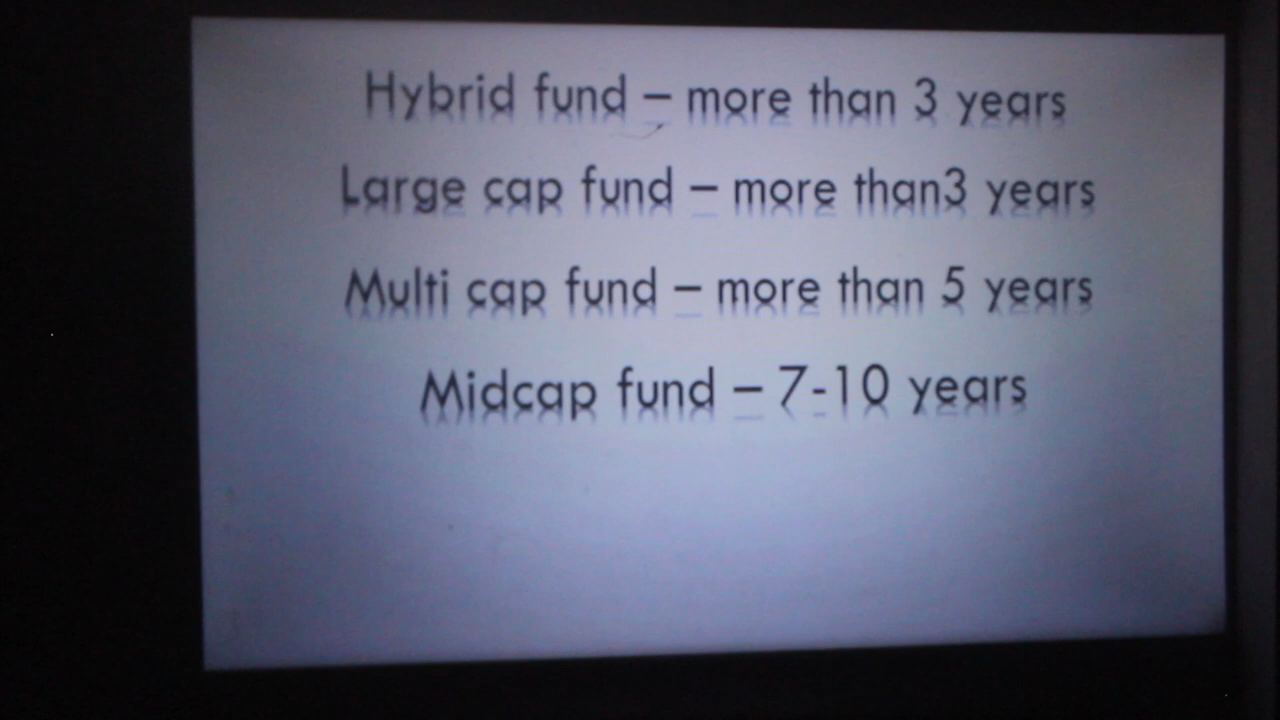 Hybrid fund – more than 3 years
Large cap fund – more than3 years
Multi cap fund – more than 5 years
Midcap fund – 7-10 years